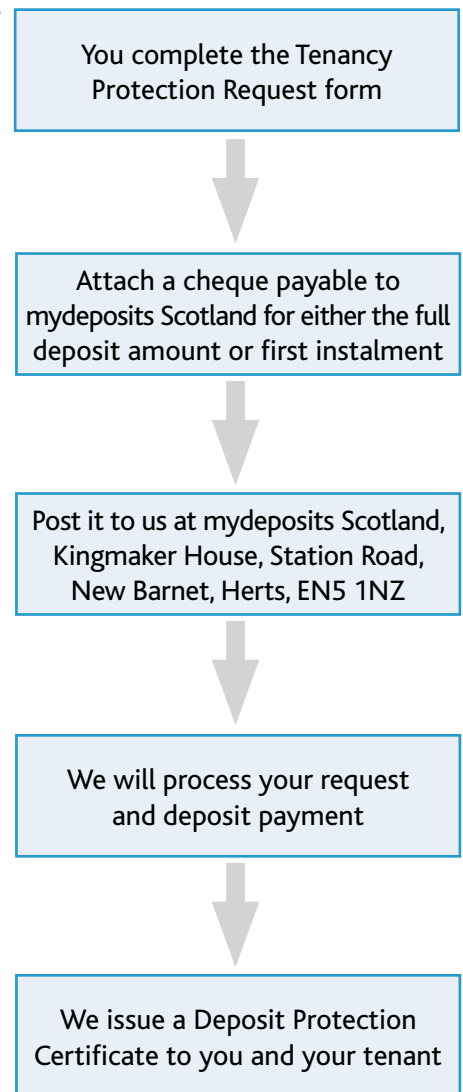 You complete the Tenancy
Protection Request form
Attach a cheque payable to
mydeposits Scotland for either the full
deposit amount or first instalment
Post it to us at mydeposits Scotland,
Kingmaker House, Station Road,
New Barnet, Herts, EN5 1NZ
We will process your request
and deposit payment
We issue a Deposit Protection
Certificate to you and your tenant